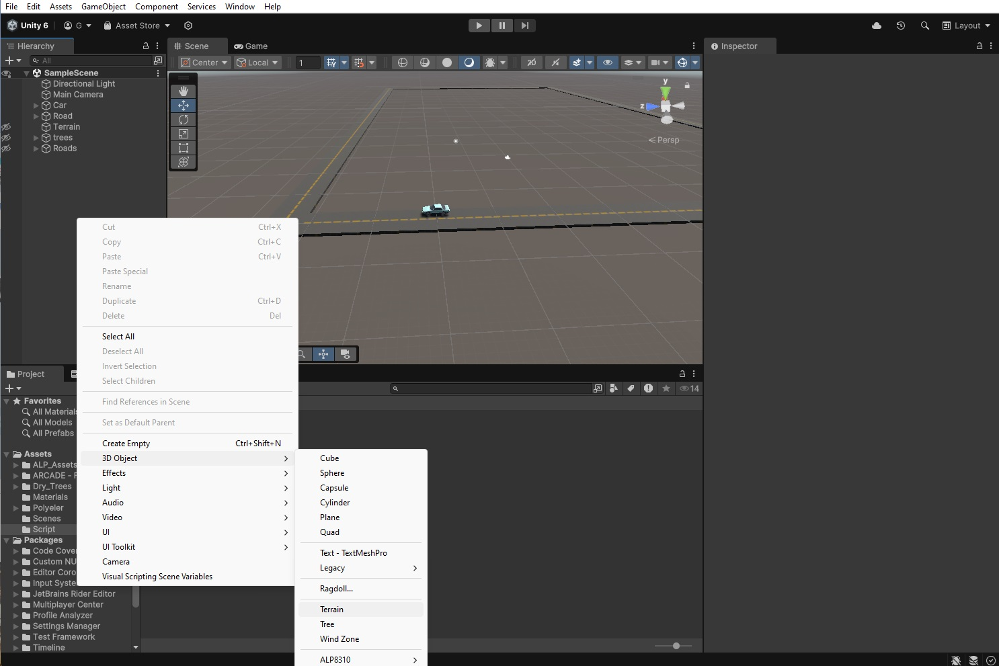 File Edit Assets GameObject Component Services Window Help
Unity 6 G Asset Store Layout
Hierarchy
All
SampleScene
Directional Light
Main Camera
Car
Road
Terrain
trees
Roads
Scene Game
Center Local 1 2D
y
z
Persp
Inspector
Cut Ctrl+X
Copy Ctrl+C
Paste Ctrl+V
Paste Special
Rename
Duplicate Ctrl+D
Delete Del
Select All
Deselect All
Invert Selection
Select Children
Find References in Scene
Set as Default Parent
Create Empty Ctrl+Shift+N
3D Object
Effects
Light
Audio
Video
UI
UI Toolkit
Camera
Visual Scripting Scene Variables
Cube
Sphere
Capsule
Cylinder
Plane
Quad
Text - TextMeshPro
Legacy
Ragdoll...
Terrain
Tree
Wind Zone
ALP8310
Project
14
Favorites
All Materials
All Models
All Prefabs
Assets
ALP_Assets
ARCADE - F
Dry_Trees
Materials
Polyeler
Scenes
Script
Packages
Code Cove
Custom NU
Editor Coro
Input Syste
JetBrains Rider Editor
Multiplayer Center
Profile Analyzer
Settings Manager
Test Framework
Timeline